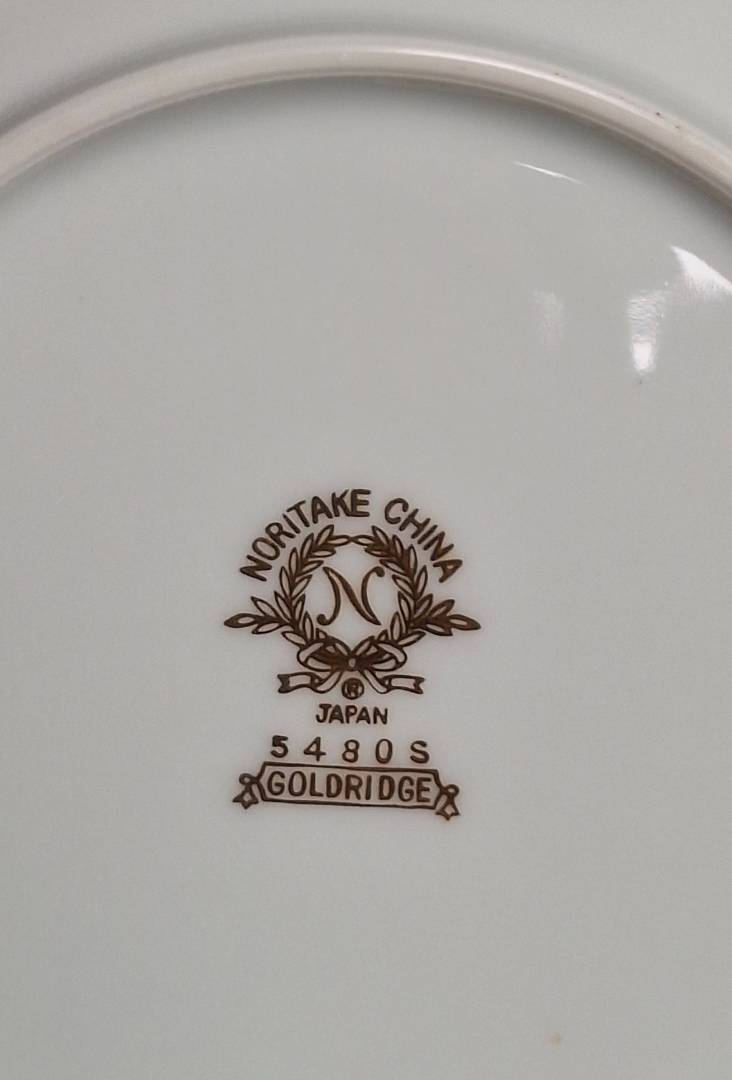 NORITAKE CHINA
N
®
JAPAN
5480S
GOLDRIDGE